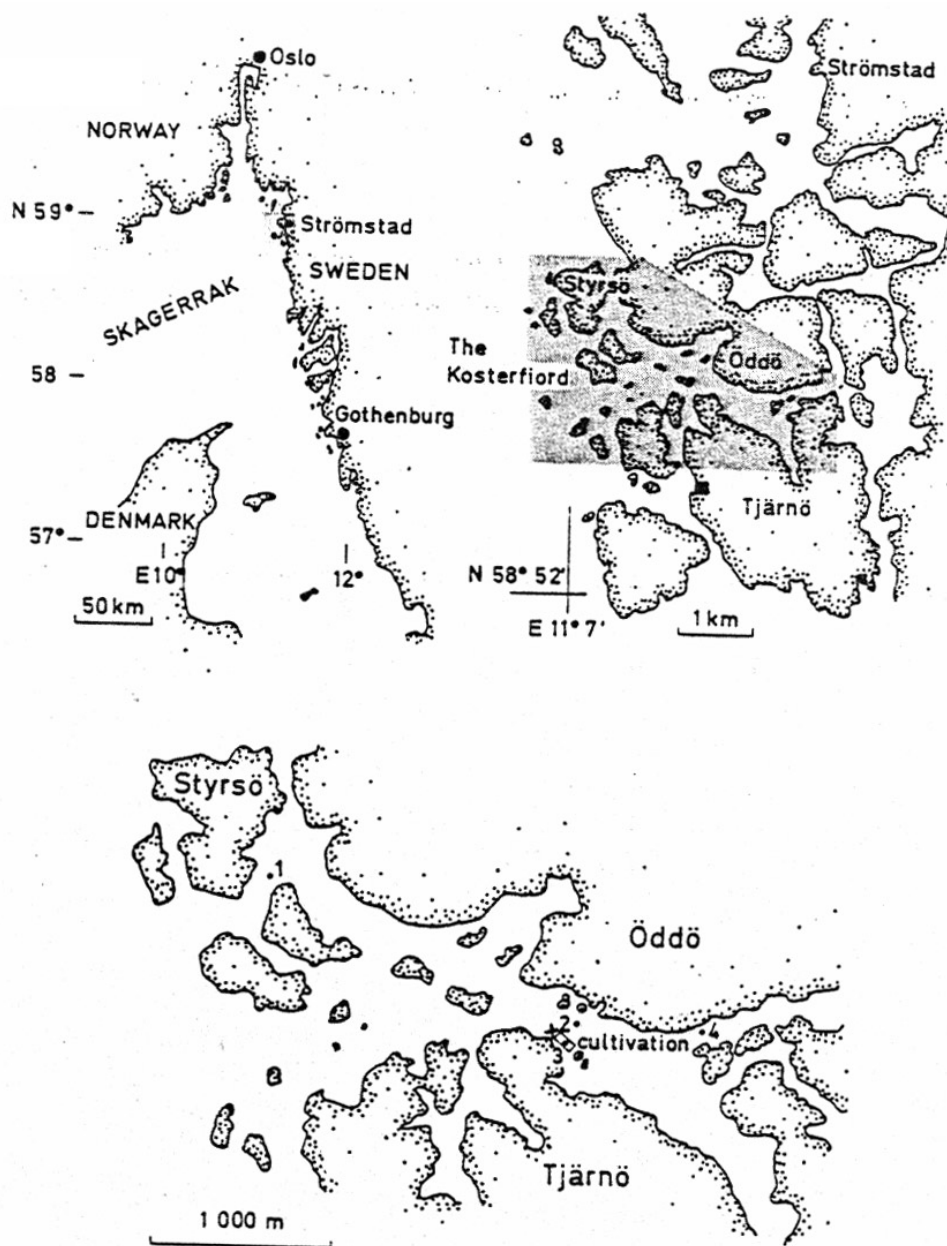 Oslo
NORWAY
N 59°
Strömstad
SWEDEN
SKAGERRAK
58
Gothenburg
DENMARK
57°
E10°
12°
50 km
Strömstad
Styrsö
The
Kosterfiord
Öddö
Tjärnö
N 58° 52'
E 11° 7'
1 km
Styrsö
1
Öddö
2
4
cultivation
3
Tjärnö
1 000 m